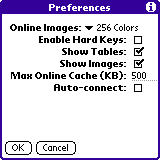 Preferences
Online Images: 256 Colors
Enable Hard Keys:
Show Tables:
Show Images:
Max Online Cache (KB): 500
Auto-connect:
OK Cancel